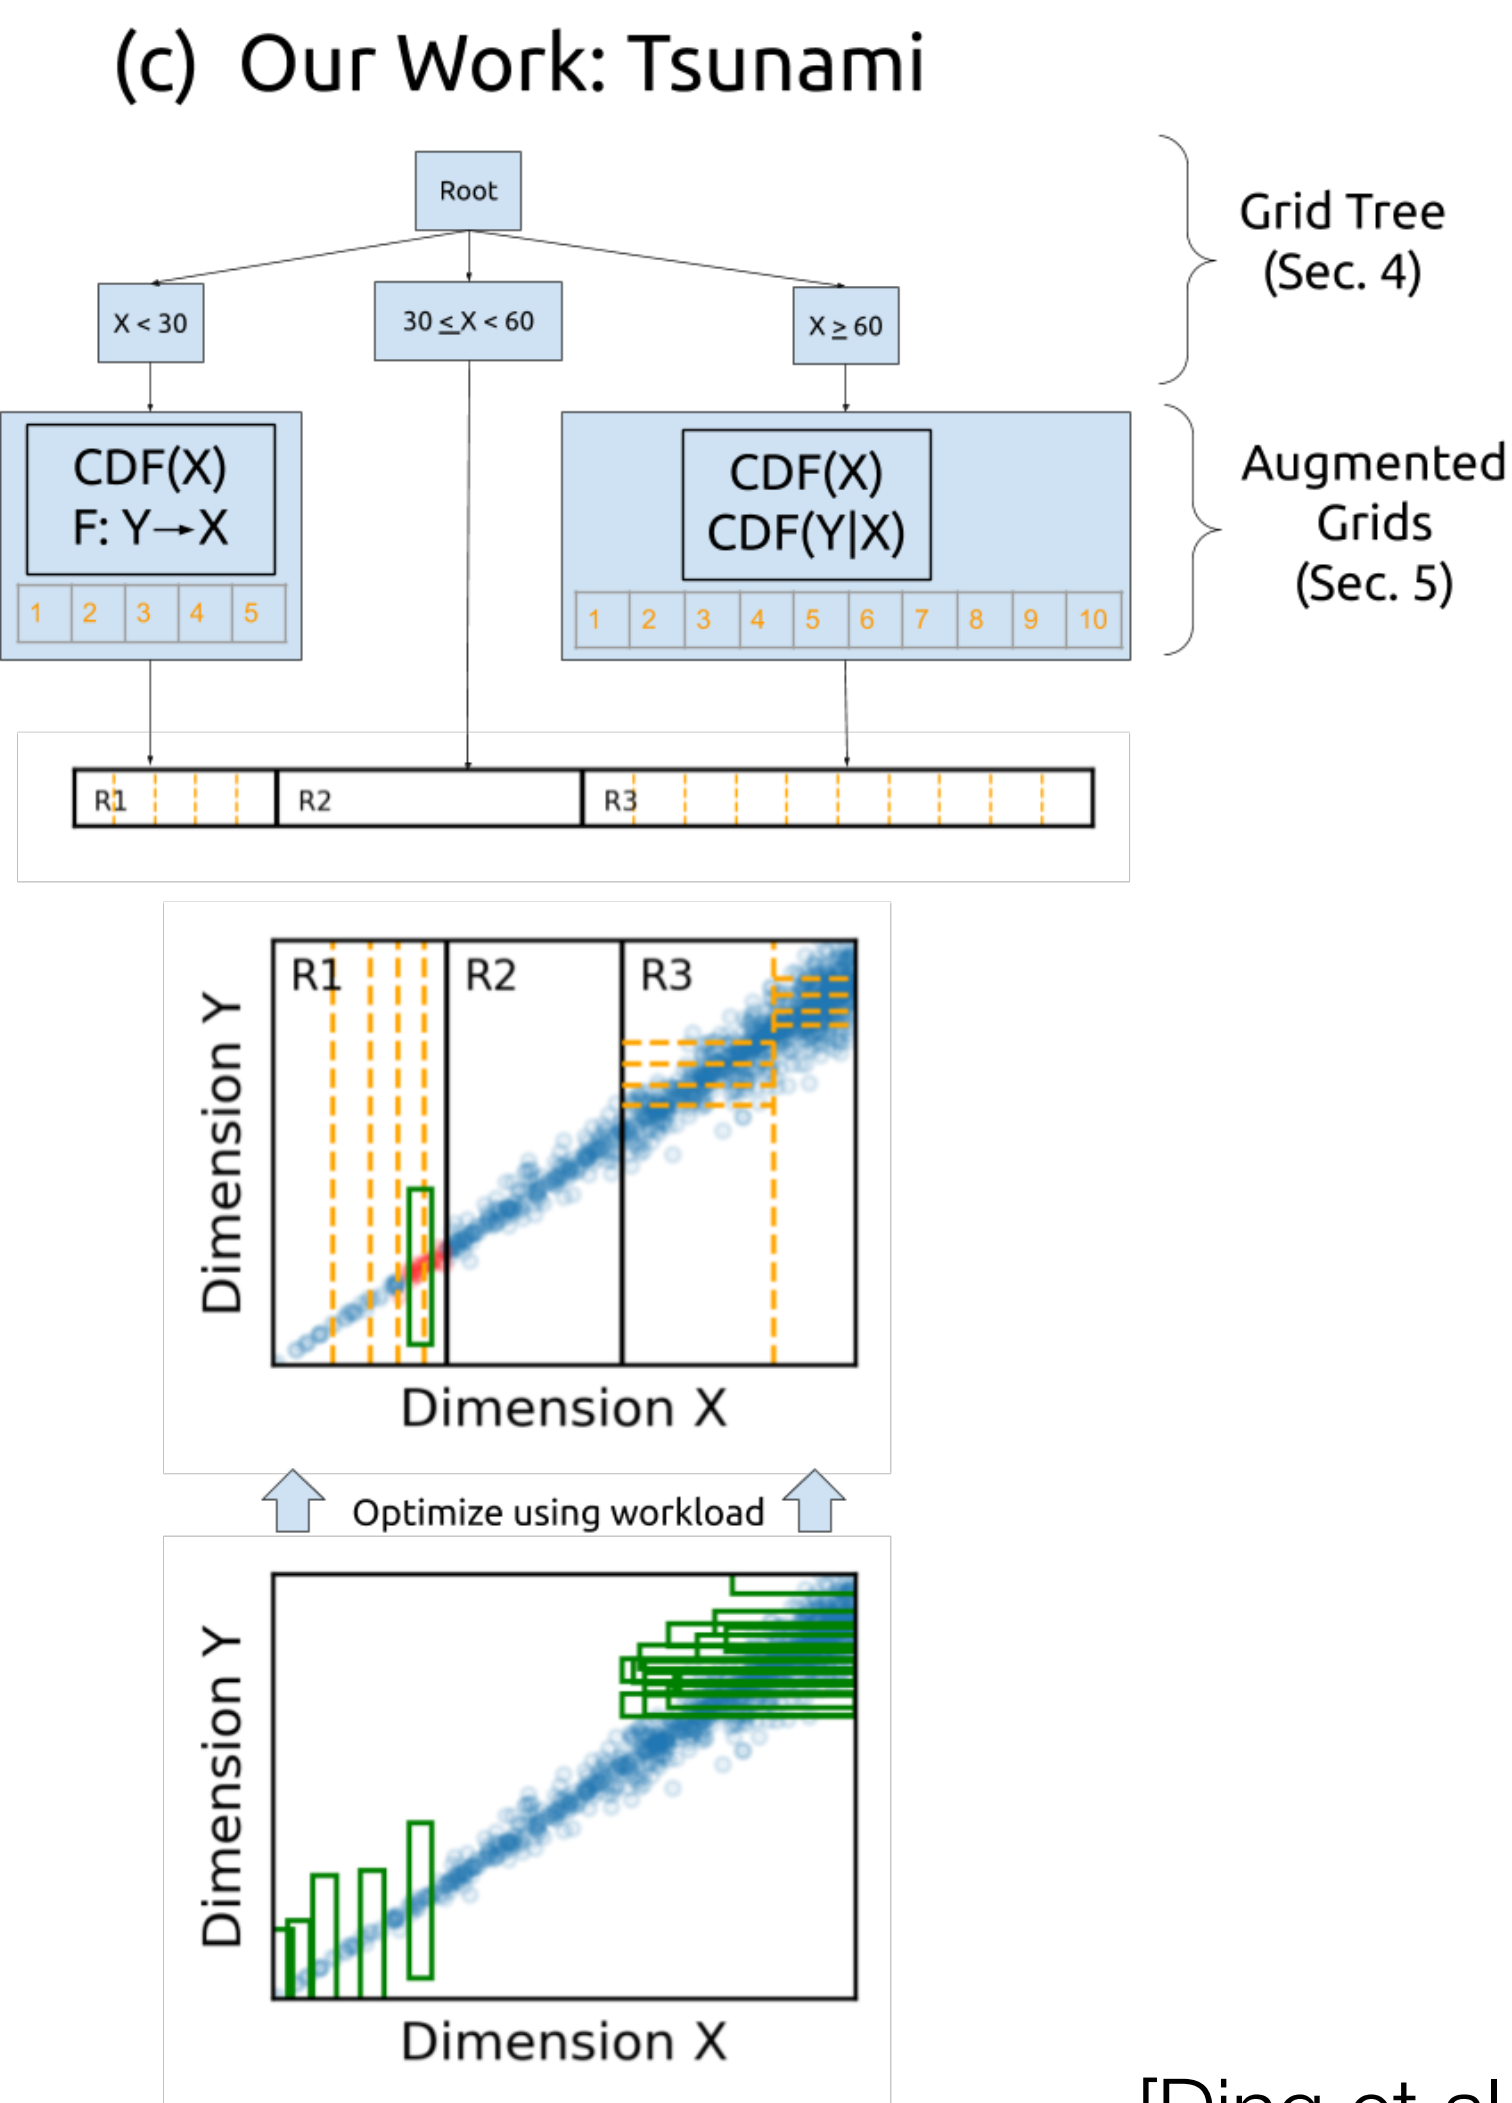 (c) Our Work: Tsunami
Root
Grid Tree
(Sec. 4)
X < 30
30 ≤ X < 60
X ≥ 60
CDF(X)
F: Y→X
1 2 3 4 5
CDF(X)
CDF(Y|X)
1 2 3 4 5 6 7 8 9 10
Augmented
Grids
(Sec. 5)
R1 R2 R3
R1 R2 R3
Dimension Y
Dimension X
Optimize using workload
Dimension Y
Dimension X